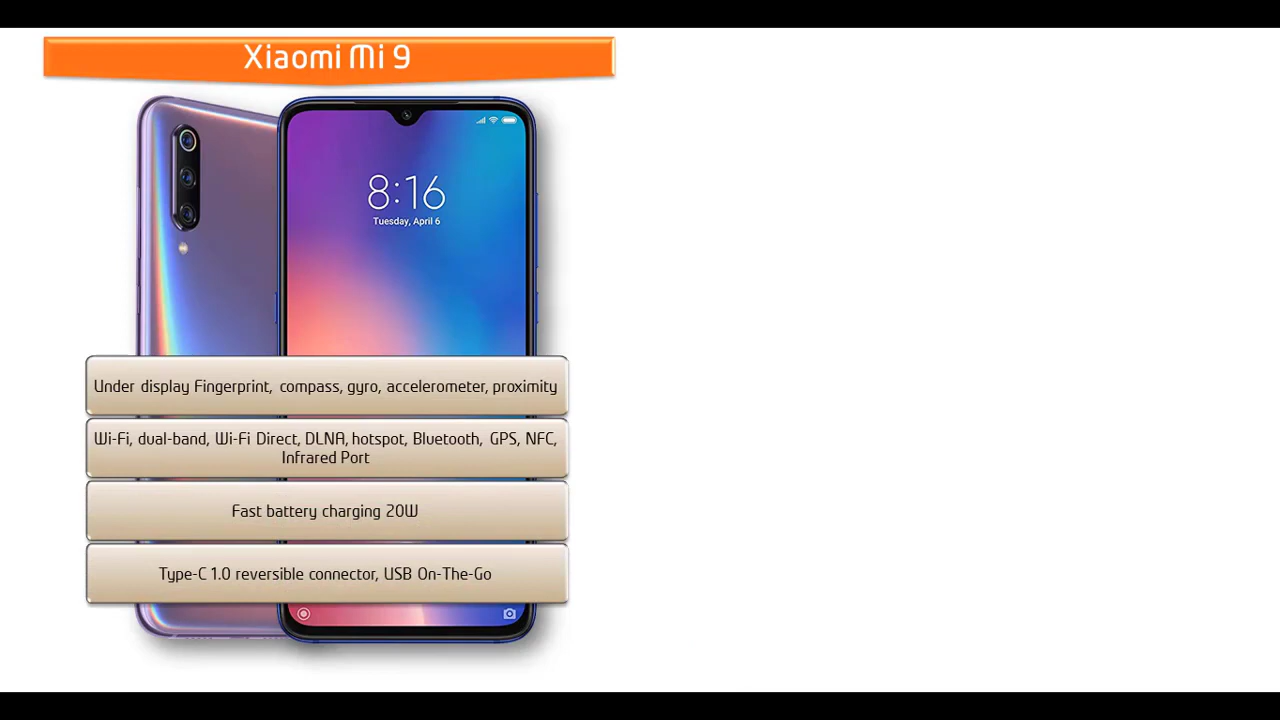 Xiaomi Mi 9
8:16
Tuesday, April 6
Under display Fingerprint, compass, gyro, accelerometer, proximity
Wi-Fi, dual-band, Wi-Fi Direct, DLNA, hotspot, Bluetooth, GPS, NFC,
Infrared Port
Fast battery charging 20W
Type-C 1.0 reversible connector, USB On-The-Go